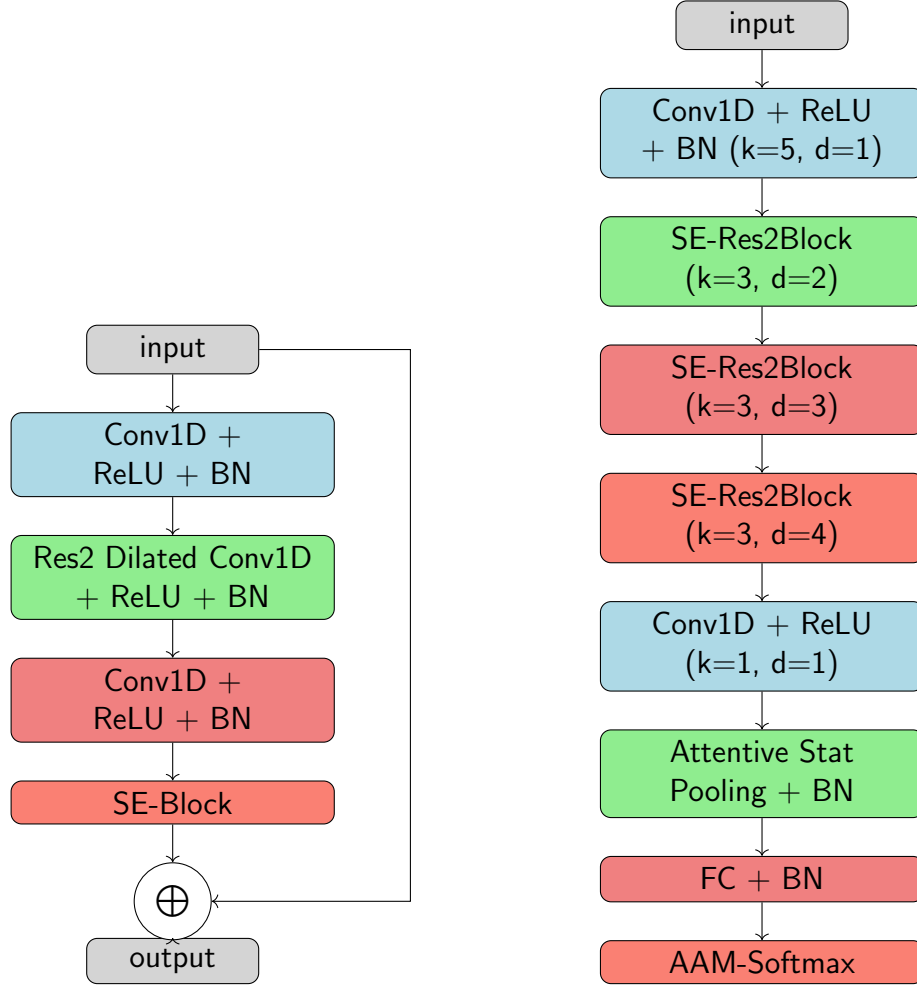 input
Conv1D +
ReLU + BN
Res2 Dilated Conv1D
+ ReLU + BN
Conv1D +
ReLU + BN
SE-Block
⊕
output
input
Conv1D + ReLU
+ BN (k=5, d=1)
SE-Res2Block
(k=3, d=2)
SE-Res2Block
(k=3, d=3)
SE-Res2Block
(k=3, d=4)
Conv1D + ReLU
(k=1, d=1)
Attentive Stat
Pooling + BN
FC + BN
AAM-Softmax